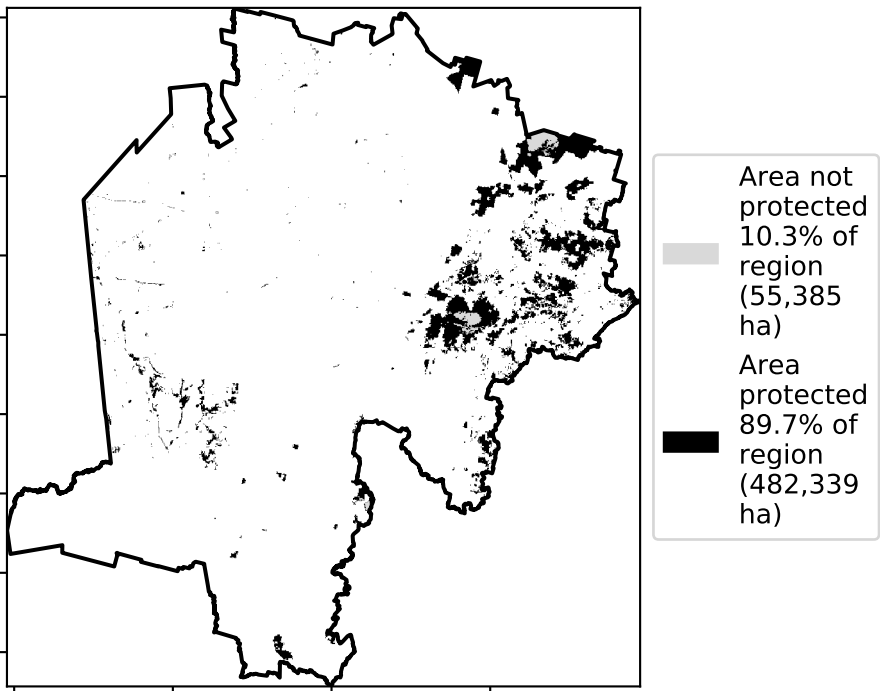 Area not
protected
10.3% of
region
(55,385
ha)
Area
protected
89.7% of
region
(482,339
ha)